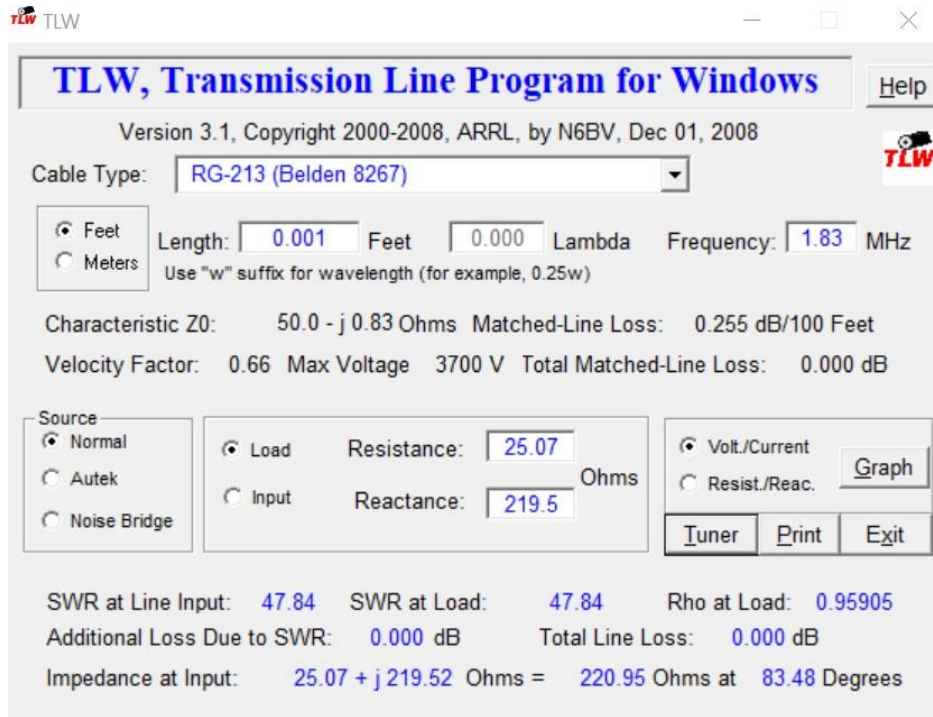 TLW TLW
TLW, Transmission Line Program for Windows
Help
Version 3.1, Copyright 2000-2008, ARRL, by N6BV, Dec 01, 2008
TLW
Cable Type: RG-213 (Belden 8267)
Feet
Meters
Length: 0.001 Feet 0.000 Lambda Frequency: 1.83 MHz
Use "w" suffix for wavelength (for example, 0.25w)
Characteristic Z0: 50.0 - j 0.83 Ohms Matched-Line Loss: 0.255 dB/100 Feet
Velocity Factor: 0.66 Max Voltage 3700 V Total Matched-Line Loss: 0.000 dB
Source
Normal
Autek
Noise Bridge
Load Resistance: 25.07
Ohms
Input Reactance: 219.5
Volt./Current
Resist./Reac.
Graph
Tuner Print Exit
SWR at Line Input: 47.84 SWR at Load: 47.84 Rho at Load: 0.95905
Additional Loss Due to SWR: 0.000 dB Total Line Loss: 0.000 dB
Impedance at Input: 25.07 + j 219.52 Ohms = 220.95 Ohms at 83.48 Degrees